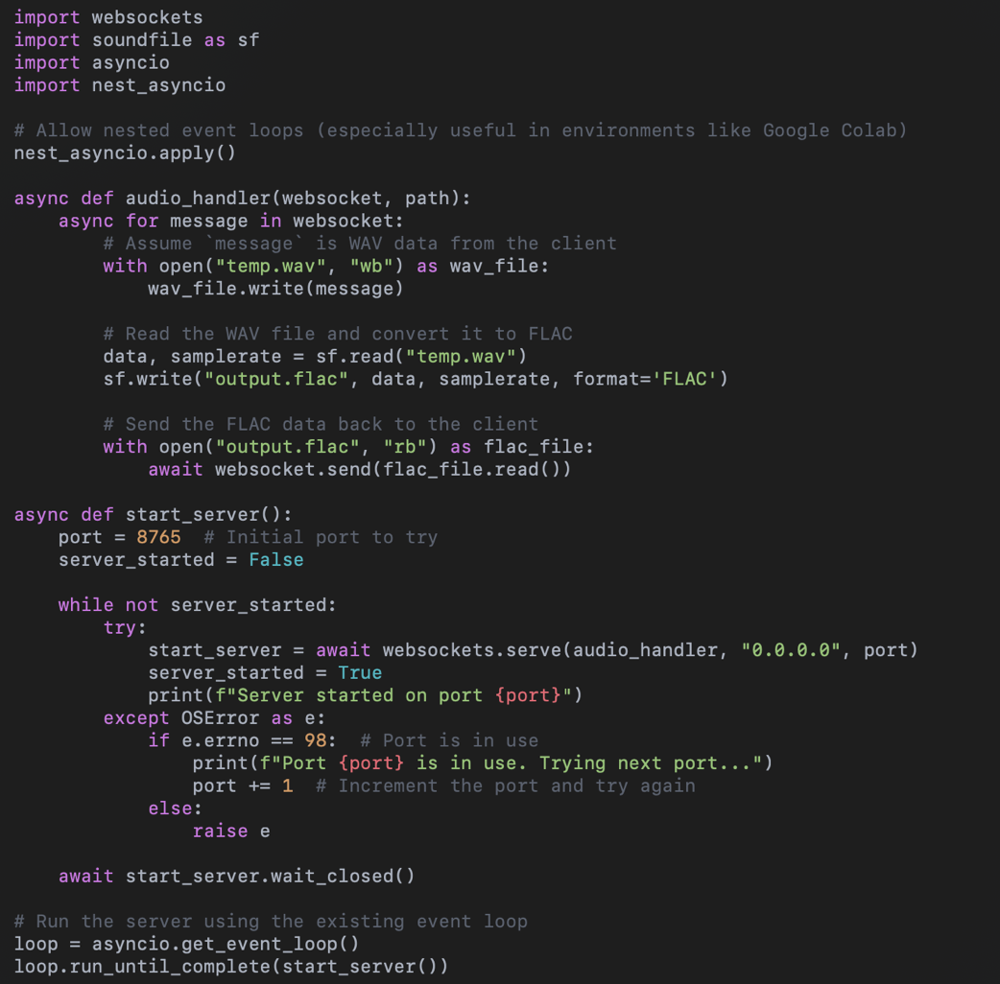 import websockets
import soundfile as sf
import asyncio
import nest_asyncio

# Allow nested event loops (especially useful in environments like Google Colab)
nest_asyncio.apply()

async def audio_handler(websocket, path):
    async for message in websocket:
        # Assume `message` is WAV data from the client
        with open("temp.wav", "wb") as wav_file:
            wav_file.write(message)

        # Read the WAV file and convert it to FLAC
        data, samplerate = sf.read("temp.wav")
        sf.write("output.flac", data, samplerate, format='FLAC')

        # Send the FLAC data back to the client
        with open("output.flac", "rb") as flac_file:
            await websocket.send(flac_file.read())

async def start_server():
    port = 8765  # Initial port to try
    server_started = False

    while not server_started:
        try:
            start_server = await websockets.serve(audio_handler, "0.0.0.0", port)
            server_started = True
            print(f"Server started on port {port}")
        except OSError as e:
            if e.errno == 98:  # Port is in use
                print(f"Port {port} is in use. Trying next port...")
                port += 1  # Increment the port and try again
            else:
                raise e

    await start_server.wait_closed()

# Run the server using the existing event loop
loop = asyncio.get_event_loop()
loop.run_until_complete(start_server())